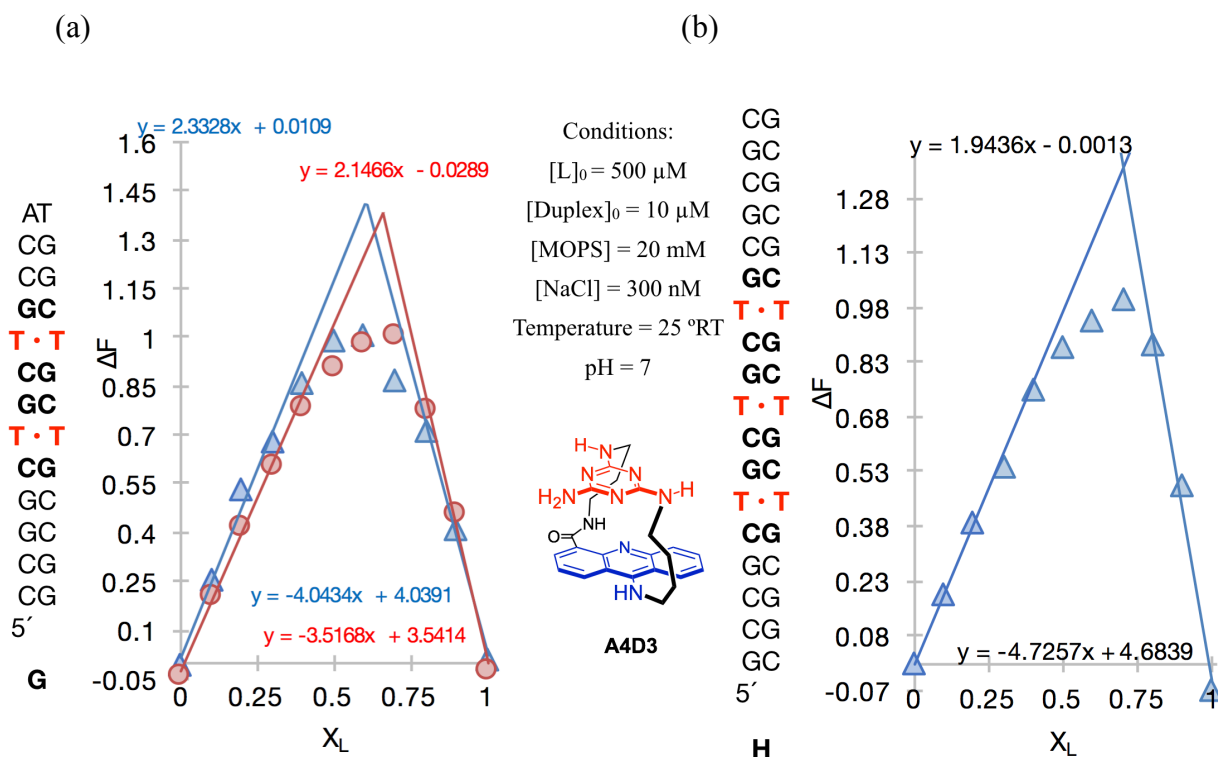 (a)
(b)
y = 2.3328x + 0.0109
y = 2.1466x - 0.0289
1.6
1.45
1.3
1.15
1
0.85
0.7
0.55
0.4
0.25
0.1
-0.05
ΔF
0
0.25
0.5
0.75
1
X_L
y = -4.0434x + 4.0391
y = -3.5168x + 3.5414
AT
CG
CG
GC
T · T
CG
GC
T · T
CG
GC
GC
CG
CG
5´
G
Conditions:
[L]₀ = 500 µM
[Duplex]₀ = 10 µM
[MOPS] = 20 mM
[NaCl] = 300 nM
Temperature = 25 ºRT
pH = 7
H
N
N
N
N
H₂N
N
H
NH
O
N
HN
A4D3
CG
GC
CG
GC
CG
GC
T · T
CG
GC
T · T
CG
GC
T · T
CG
GC
CG
CG
GC
5´
H
y = 1.9436x - 0.0013
1.28
1.13
0.98
0.83
0.68
0.53
0.38
0.23
0.08
-0.07
ΔF
0
0.25
0.5
0.75
1
X_L
y = -4.7257x + 4.6839